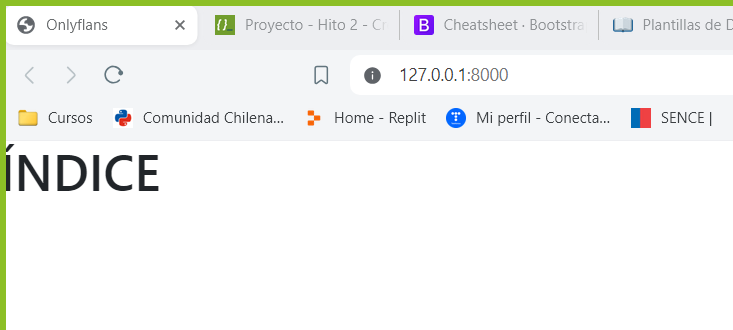 Onlyflans
Proyecto - Hito 2 - Cr
B Cheatsheet · Bootstra
Plantillas de D
127.0.0.1:8000
Cursos
Comunidad Chilena...
Home - Replit
Mi perfil - Conecta...
SENCE |
ÍNDICE